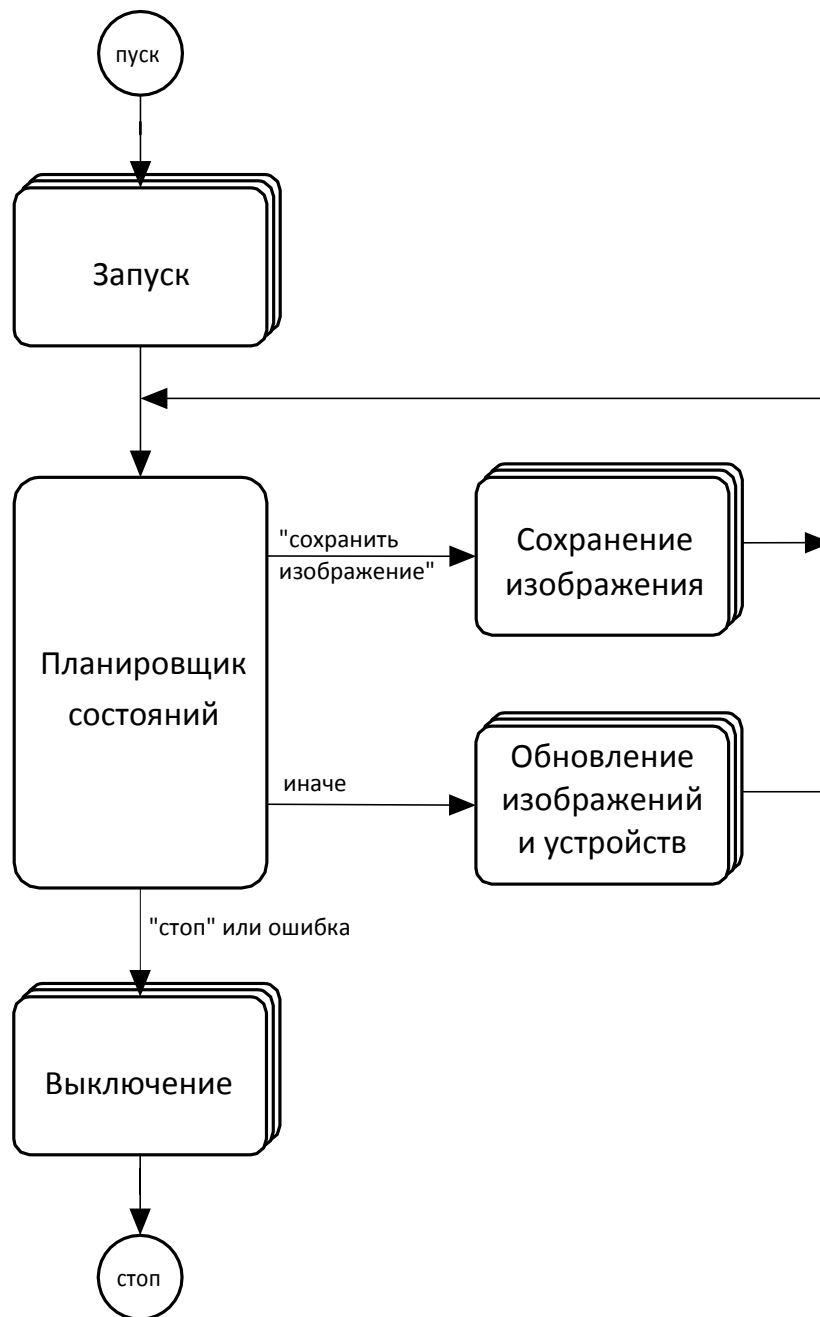 пуск
Запуск
"сохранить
изображение"
Сохранение
изображения
Планировщик
состояний
иначе
Обновление
изображений
и устройств
"стоп" или ошибка
Выключение
стоп